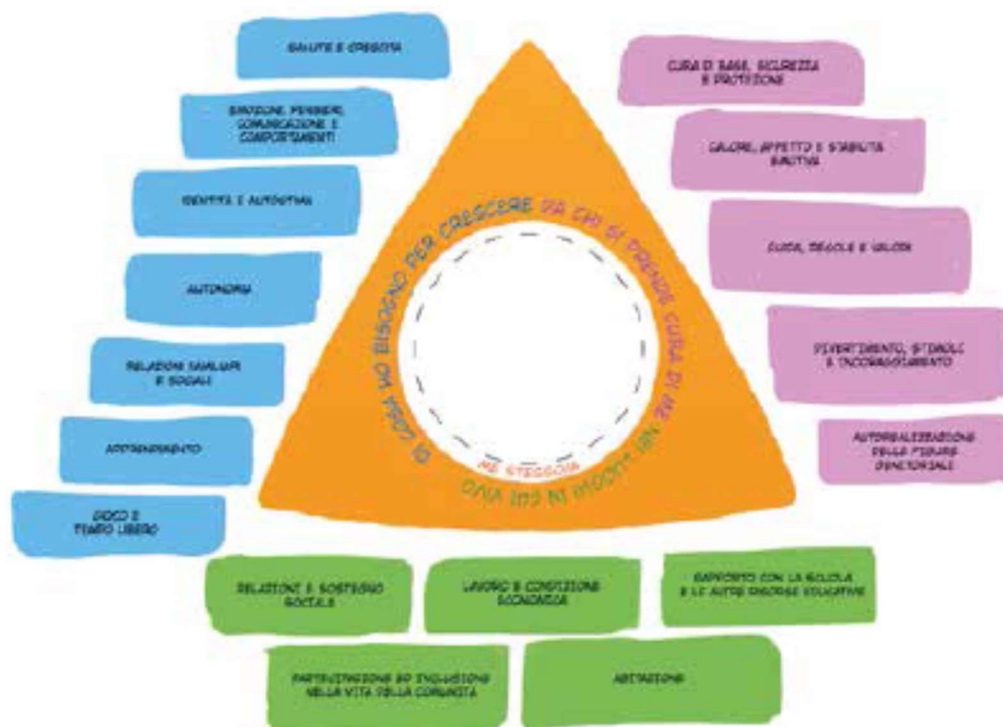 SALUTE E CRESCITA
EMOZIONI, PENSIERI,
COMUNICAZIONE E
COMPORTAMENTI
IDENTITÀ E AUTOSTIMA
AUTONOMIA
RELAZIONI FAMILIARI
E SOCIALI
APPRENDIMENTO
GIOCO E
TEMPO LIBERO
CURA DI BASE, SICUREZZA
E PROTEZIONE
CALORE, AFFETTO E STABILITÀ
EMOTIVA
GUIDA, REGOLE E VALORI
DIVERTIMENTO, STIMOLI
E INCORAGGIAMENTO
AUTOREALIZZAZIONE
DELLE FIGURE
GENITORIALI
DI COSA HO BISOGNO PER CRESCERE
DA CHI SI PRENDE CURA DI ME
NEI LUOGHI IN CUI VIVO
ME STESSO/A
RELAZIONI E SOSTEGNO
SOCIALE
LAVORO E CONDIZIONE
ECONOMICA
RAPPORTO CON LA SCUOLA
E LE ALTRE RISORSE EDUCATIVE
PARTECIPAZIONE ED INCLUSIONE
NELLA VITA DELLA COMUNITÀ
ABITAZIONE